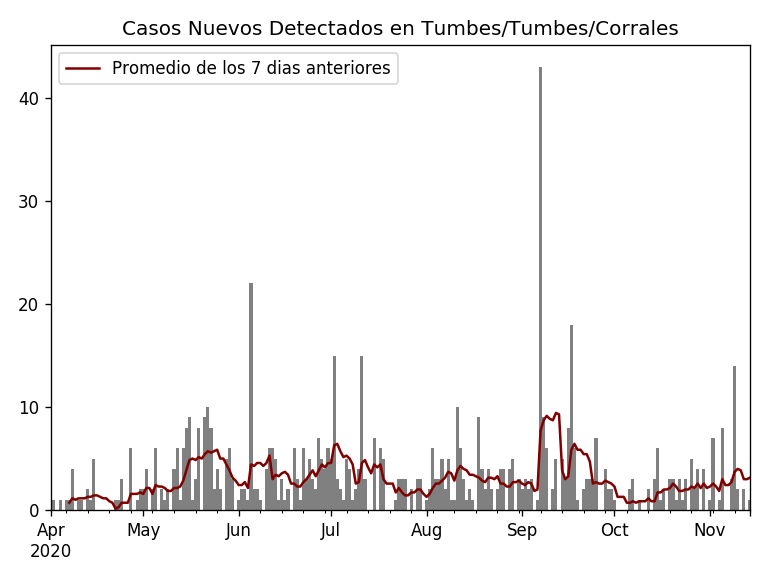 Casos Nuevos Detectados en Tumbes/Tumbes/Corrales
Promedio de los 7 dias anteriores
40
30
20
10
0
Apr May Jun Jul Aug Sep Oct Nov
2020